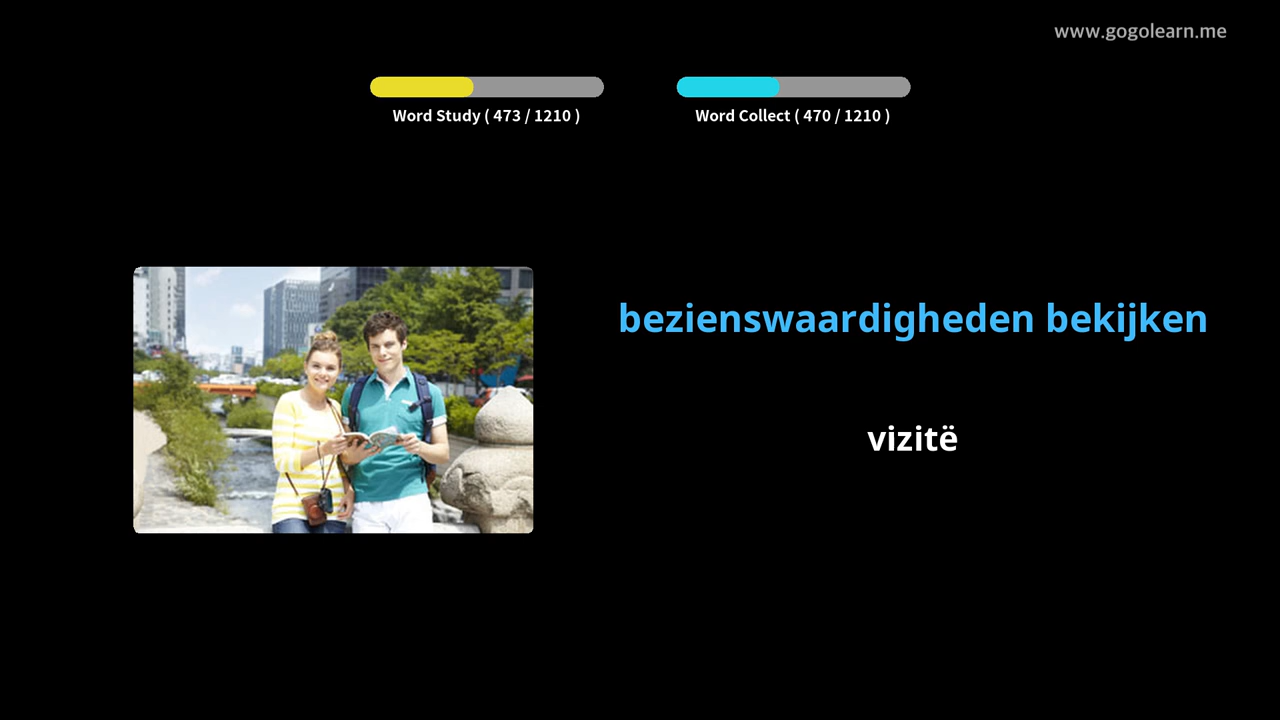 www.gogolearn.me
Word Study ( 473 / 1210 )
Word Collect ( 470 / 1210 )
bezienswaardigheden bekijken
vizitë